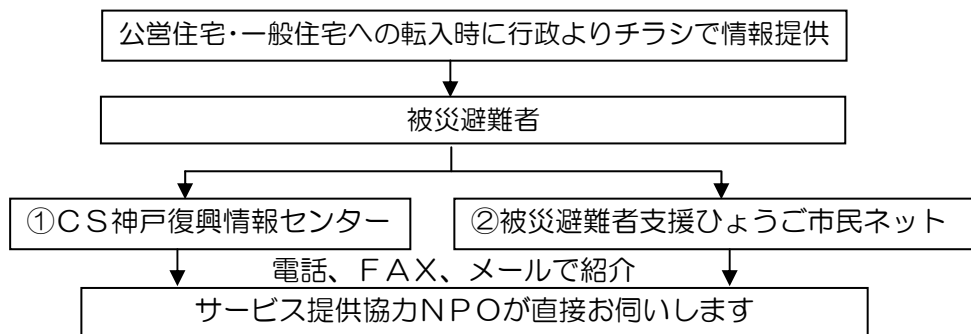 公営住宅･一般住宅への転入時に行政よりチラシで情報提供
被災避難者
①ＣＳ神戸復興情報センター
②被災避難者支援ひょうご市民ネット
電話、ＦＡＸ、メールで紹介
サービス提供協力ＮＰＯが直接お伺いします